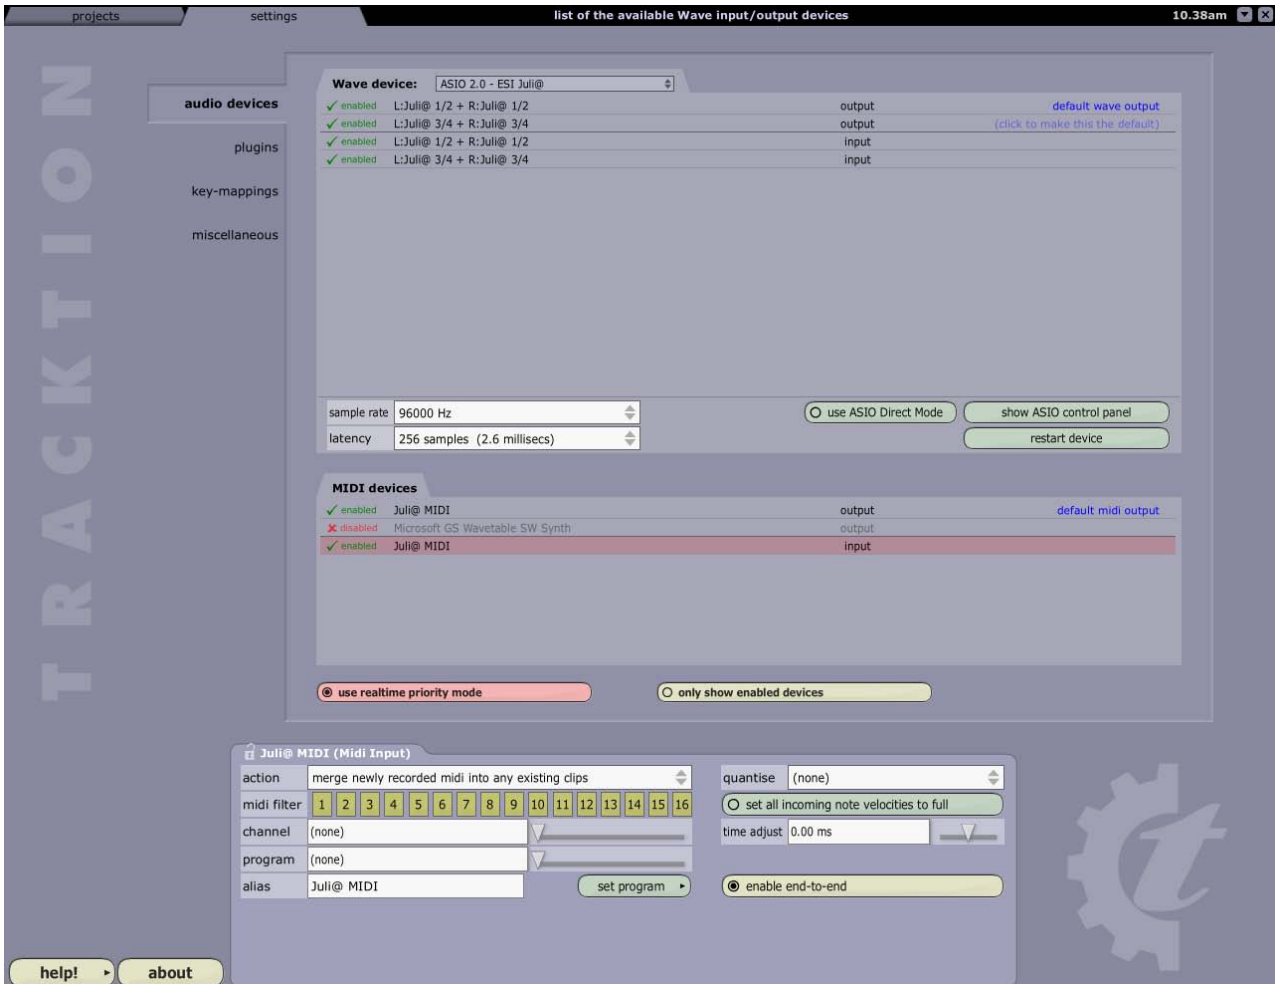 projects settings list of the available Wave input/output devices 10.38am
TRACKTION
audio devices
plugins
key-mappings
miscellaneous
Wave device: ASIO 2.0 - ESI Juli@
enabled L:Juli@ 1/2 + R:Juli@ 1/2 output default wave output
enabled L:Juli@ 3/4 + R:Juli@ 3/4 output (click to make this the default)
enabled L:Juli@ 1/2 + R:Juli@ 1/2 input
enabled L:Juli@ 3/4 + R:Juli@ 3/4 input
sample rate 96000 Hz use ASIO Direct Mode show ASIO control panel
latency 256 samples (2.6 millisecs) restart device
MIDI devices
enabled Juli@ MIDI output default midi output
disabled Microsoft GS Wavetable SW Synth output
enabled Juli@ MIDI input
use realtime priority mode only show enabled devices
Juli@ MIDI (Midi Input)
action merge newly recorded midi into any existing clips quantise (none)
midi filter 1 2 3 4 5 6 7 8 9 10 11 12 13 14 15 16 set all incoming note velocities to full
channel (none) time adjust 0.00 ms
program (none)
alias Juli@ MIDI set program enable end-to-end
t
help! about